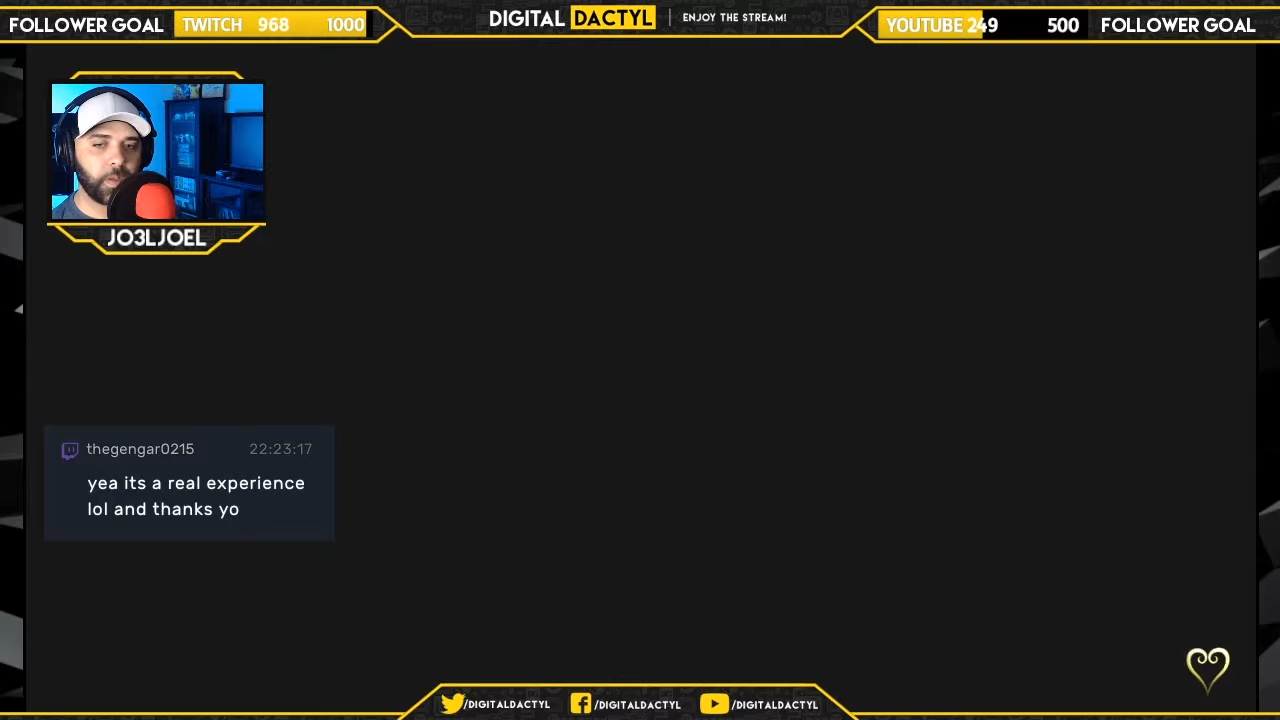 FOLLOWER GOAL TWITCH 968 1000
DIGITAL DACTYL | ENJOY THE STREAM!
YOUTUBE 249 500 FOLLOWER GOAL
JO3LJOEL
thegengar0215 22:23:17
yea its a real experience
lol and thanks yo
/DIGITALDACTYL /DIGITALDACTYL /DIGITALDACTYL